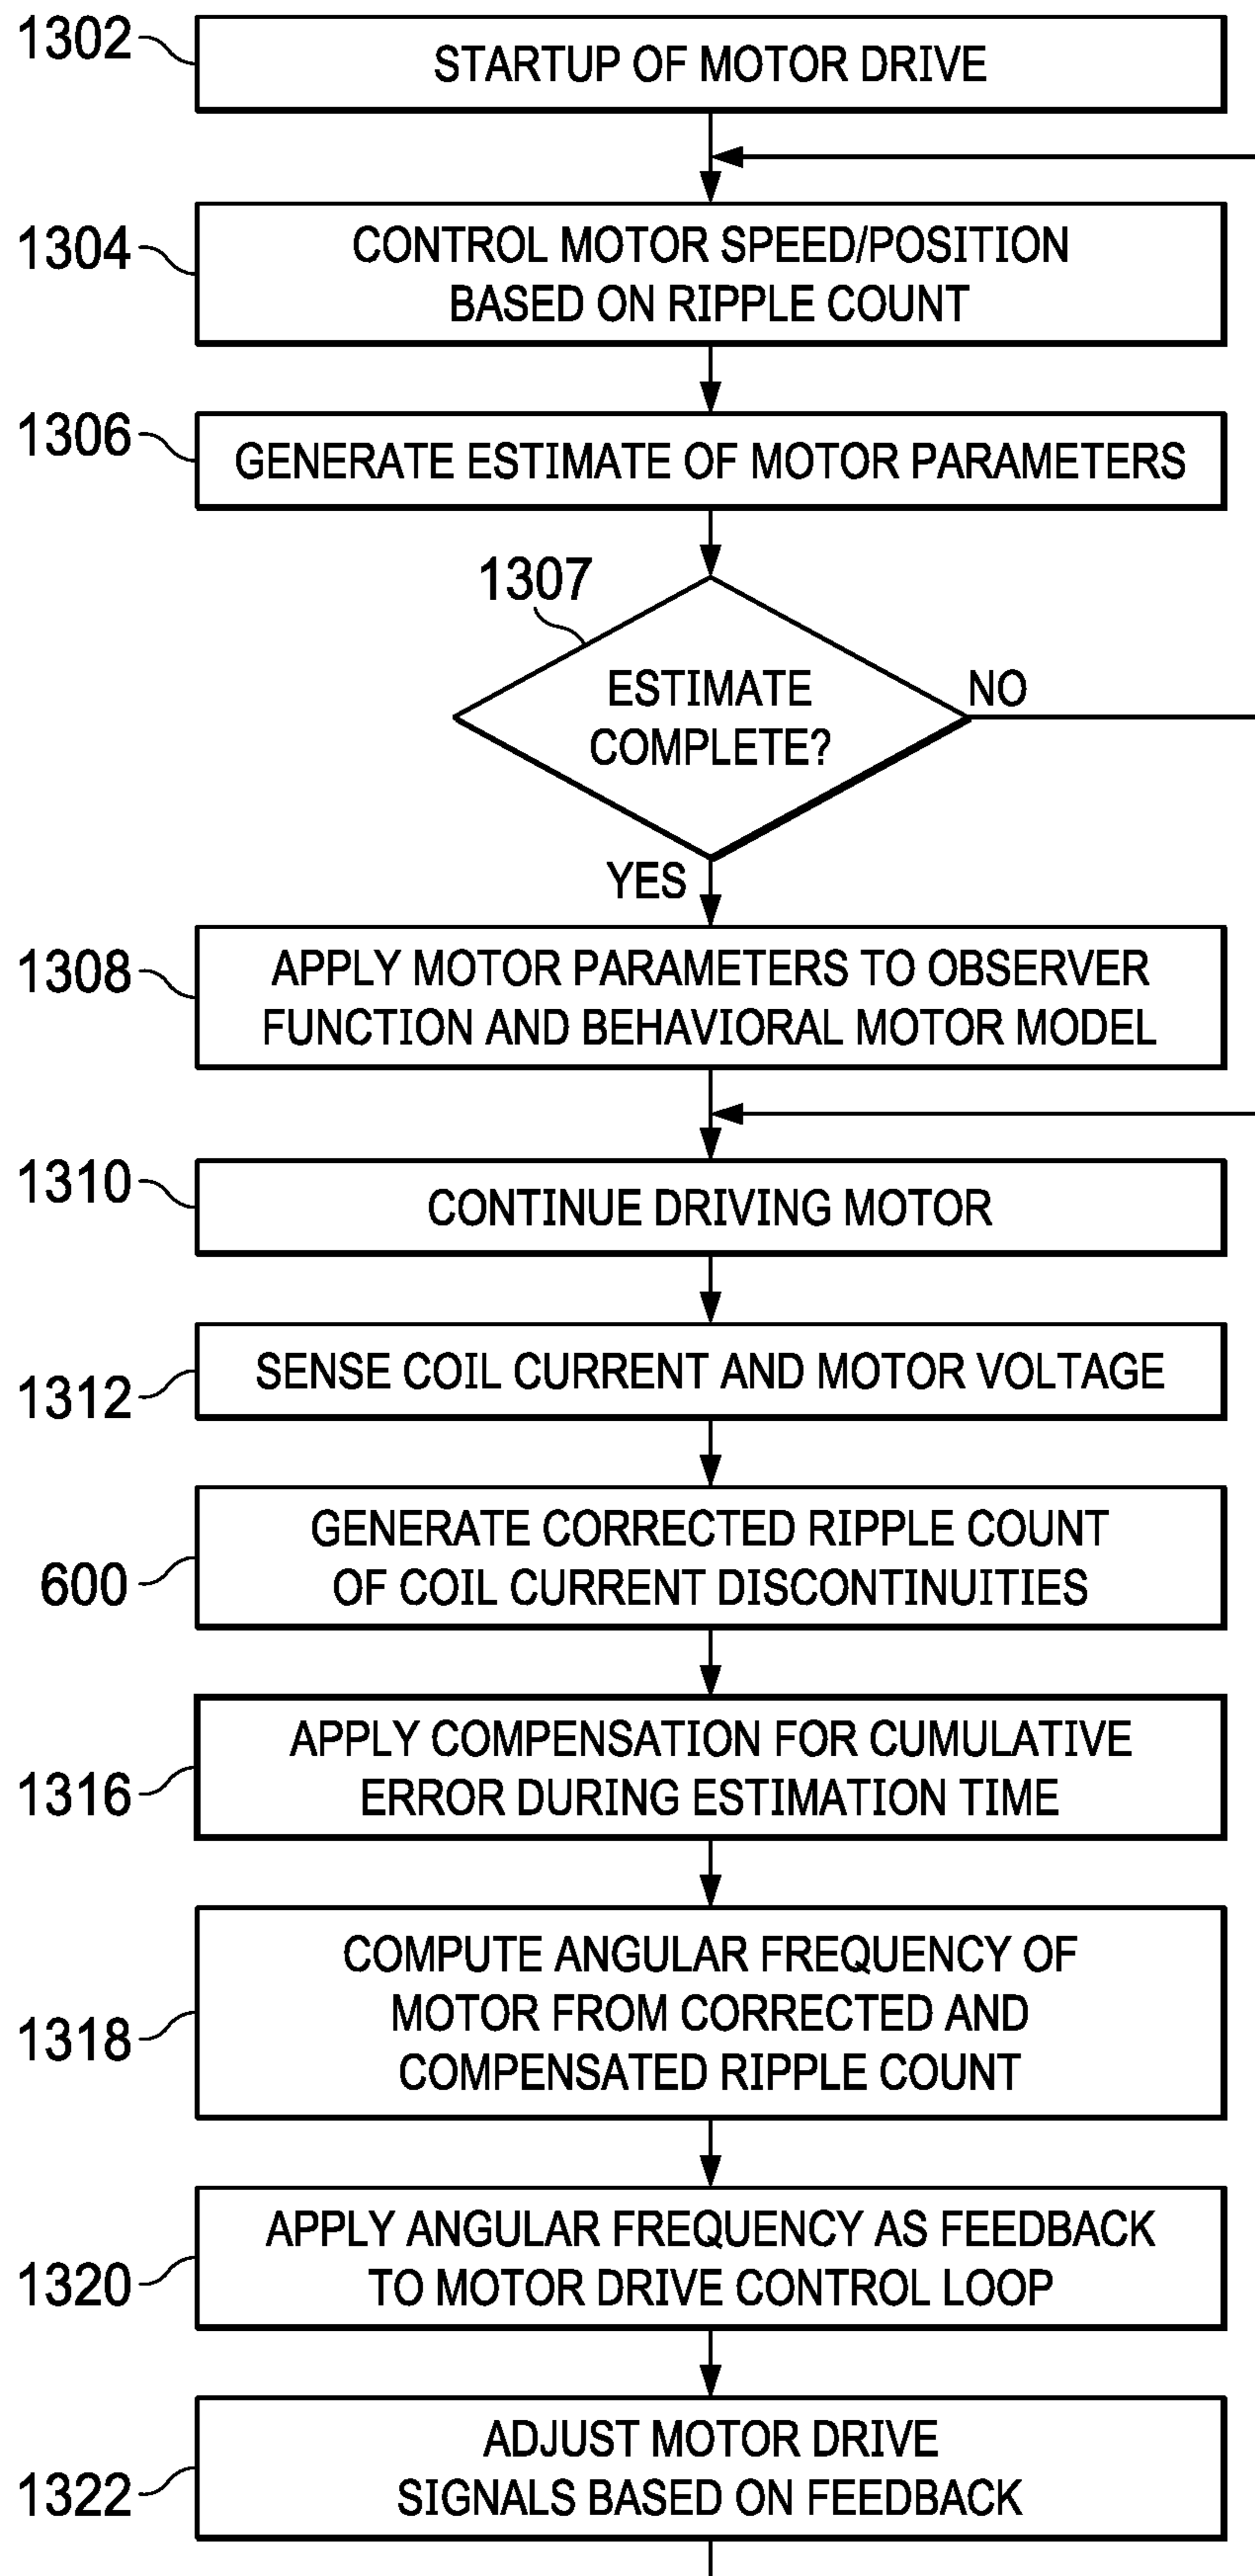 1302
STARTUP OF MOTOR DRIVE
1304
CONTROL MOTOR SPEED/POSITION
BASED ON RIPPLE COUNT
1306
GENERATE ESTIMATE OF MOTOR PARAMETERS
1307
ESTIMATE
COMPLETE?
NO
YES
1308
APPLY MOTOR PARAMETERS TO OBSERVER
FUNCTION AND BEHAVIORAL MOTOR MODEL
1310
CONTINUE DRIVING MOTOR
1312
SENSE COIL CURRENT AND MOTOR VOLTAGE
600
GENERATE CORRECTED RIPPLE COUNT
OF COIL CURRENT DISCONTINUITIES
1316
APPLY COMPENSATION FOR CUMULATIVE
ERROR DURING ESTIMATION TIME
1318
COMPUTE ANGULAR FREQUENCY OF
MOTOR FROM CORRECTED AND
COMPENSATED RIPPLE COUNT
1320
APPLY ANGULAR FREQUENCY AS FEEDBACK
TO MOTOR DRIVE CONTROL LOOP
1322
ADJUST MOTOR DRIVE
SIGNALS BASED ON FEEDBACK